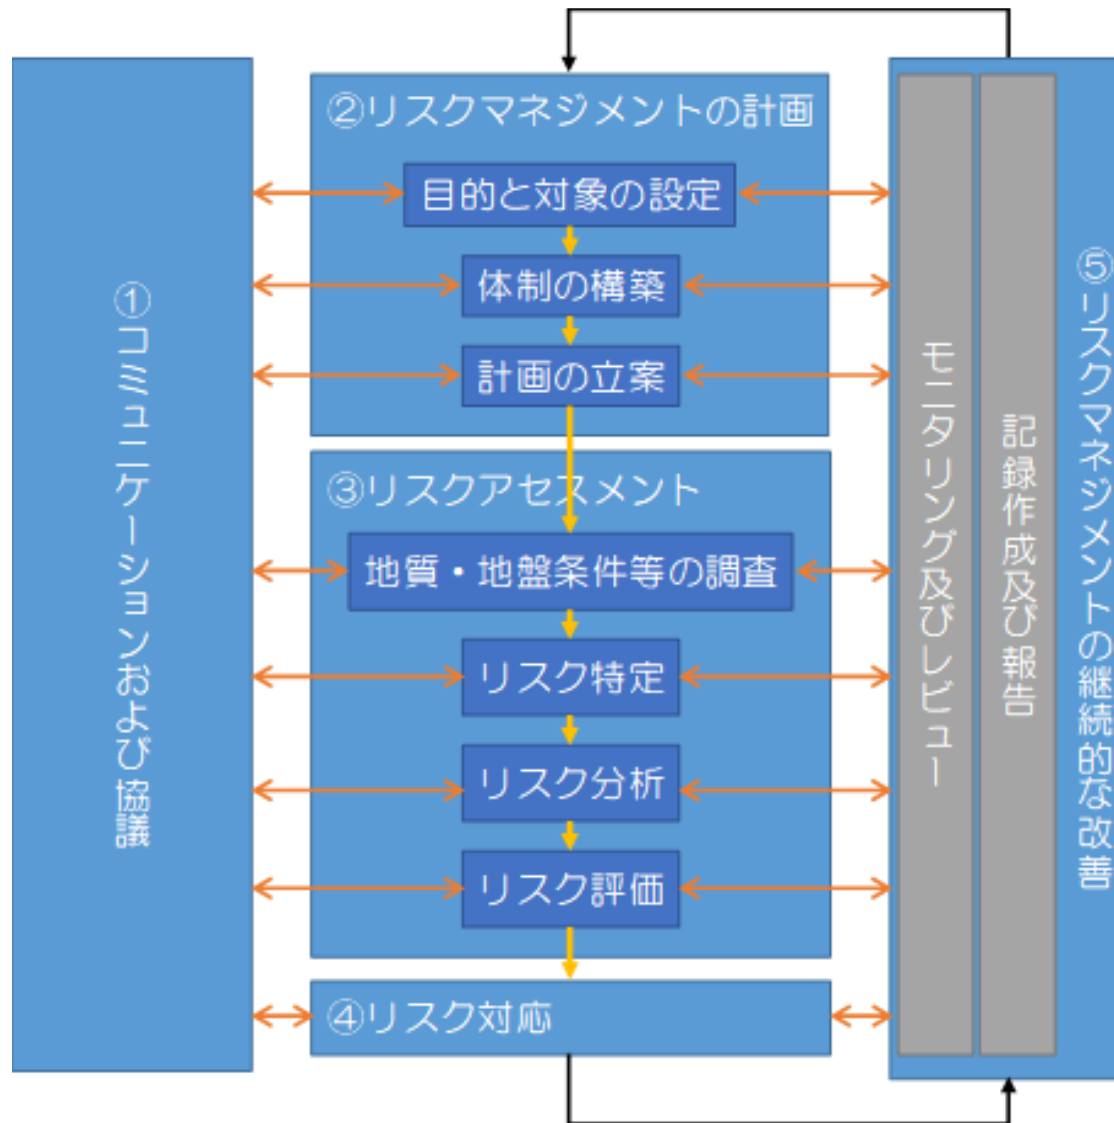 ①コミュニケーションおよび協議
②リスクマネジメントの計画
目的と対象の設定
体制の構築
計画の立案
③リスクアセスメント
地質・地盤条件等の調査
リスク特定
リスク分析
リスク評価
④リスク対応
モニタリング及びレビュー
記録作成及び報告
⑤リスクマネジメントの継続的な改善